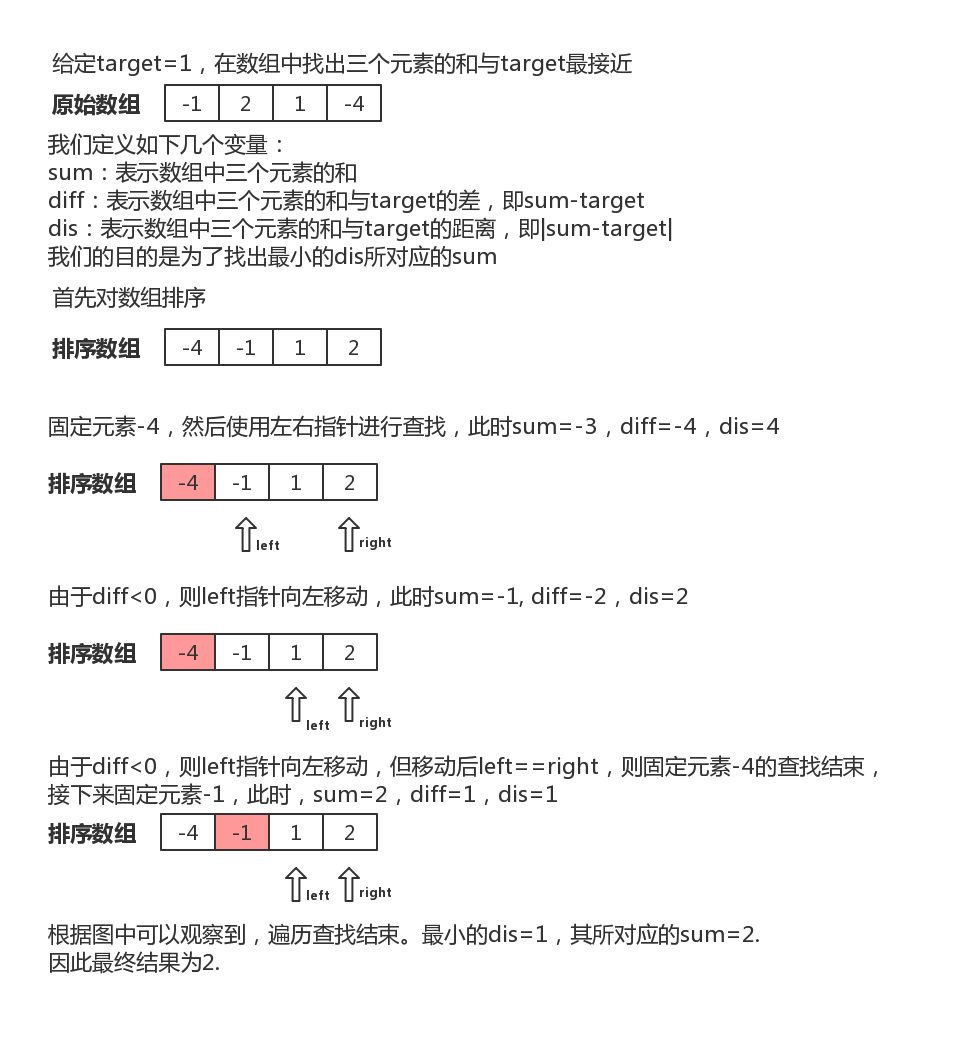 给定target=1，在数组中找出三个元素的和与target最接近
原始数组 -1 2 1 -4
我们定义如下几个变量：
sum：表示数组中三个元素的和
diff：表示数组中三个元素的和与target的差，即sum-target
dis：表示数组中三个元素的和与target的距离，即|sum-target|
我们的目的是为了找出最小的dis所对应的sum
首先对数组排序
排序数组 -4 -1 1 2
固定元素-4，然后使用左右指针进行查找，此时sum=-3，diff=-4，dis=4
排序数组 -4 -1 1 2
left right
由于diff<0，则left指针向左移动，此时sum=-1, diff=-2，dis=2
排序数组 -4 -1 1 2
left right
由于diff<0，则left指针向左移动，但移动后left==right，则固定元素-4的查找结束，
接下来固定元素-1，此时，sum=2，diff=1，dis=1
排序数组 -4 -1 1 2
left right
根据图中可以观察到，遍历查找结束。最小的dis=1，其所对应的sum=2.
因此最终结果为2.